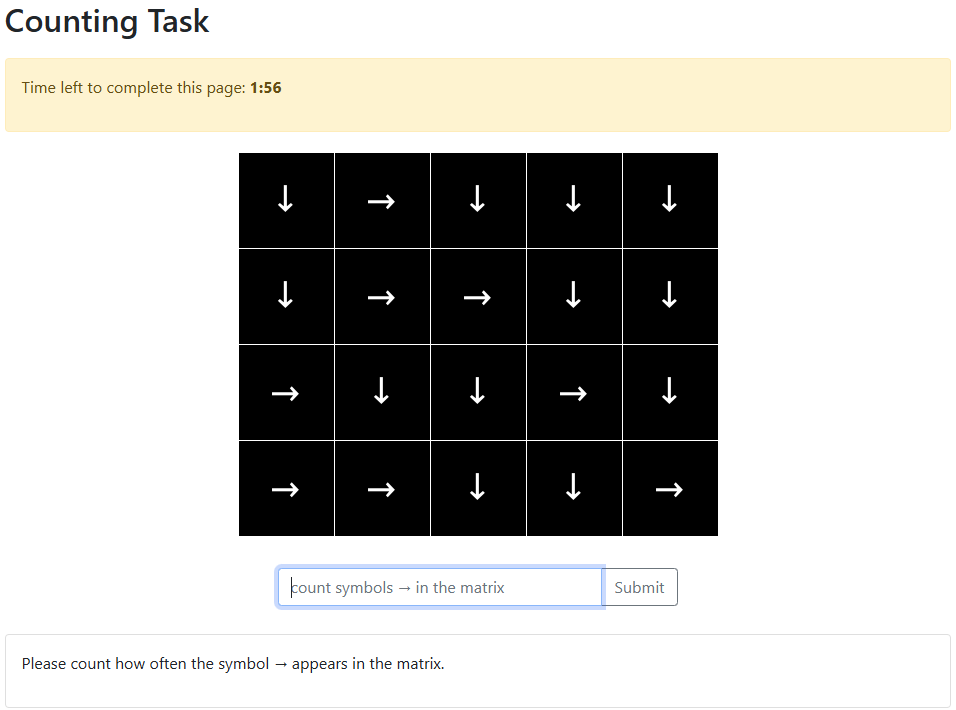 Counting Task
Time left to complete this page: 1:56
↓ → ↓ ↓ ↓
↓ → → ↓ ↓
→ ↓ ↓ → ↓
→ → ↓ ↓ →
count symbols → in the matrix Submit
Please count how often the symbol → appears in the matrix.